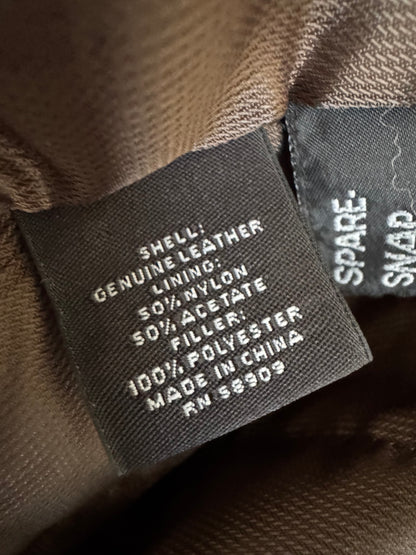 SHELL:
GENUINE LEATHER
LINING:
50% NYLON
50% ACETATE
FILLER:
100% POLYESTER
MADE IN CHINA
RN 58909
SPARE-
SNAP